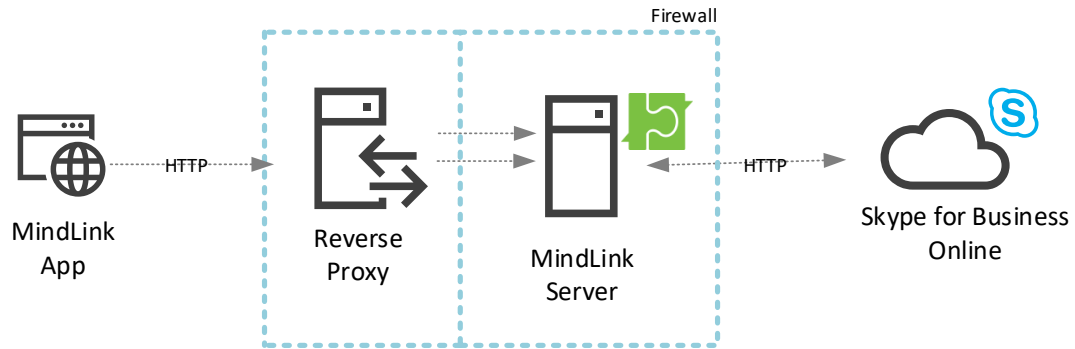 Firewall
HTTP
HTTP
MindLink
App
Reverse
Proxy
MindLink
Server
Skype for Business
Online
S